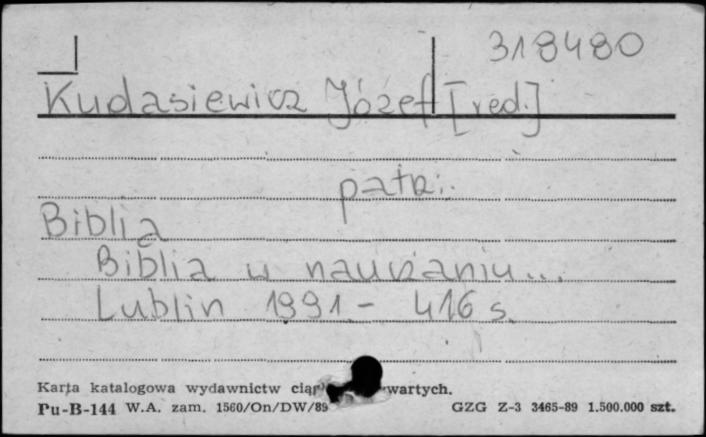 318480
Kudasiewicz Józef [red.]
patrz:
Biblia
Biblia w nauczaniu...
Lublin 1991 - 416 s.
Karta katalogowa wydawnictw wartych.
Pu-B-144 W.A. zam. 1560/On/DW/89 GZG Z-3 3465-89 1.500.000 szt.